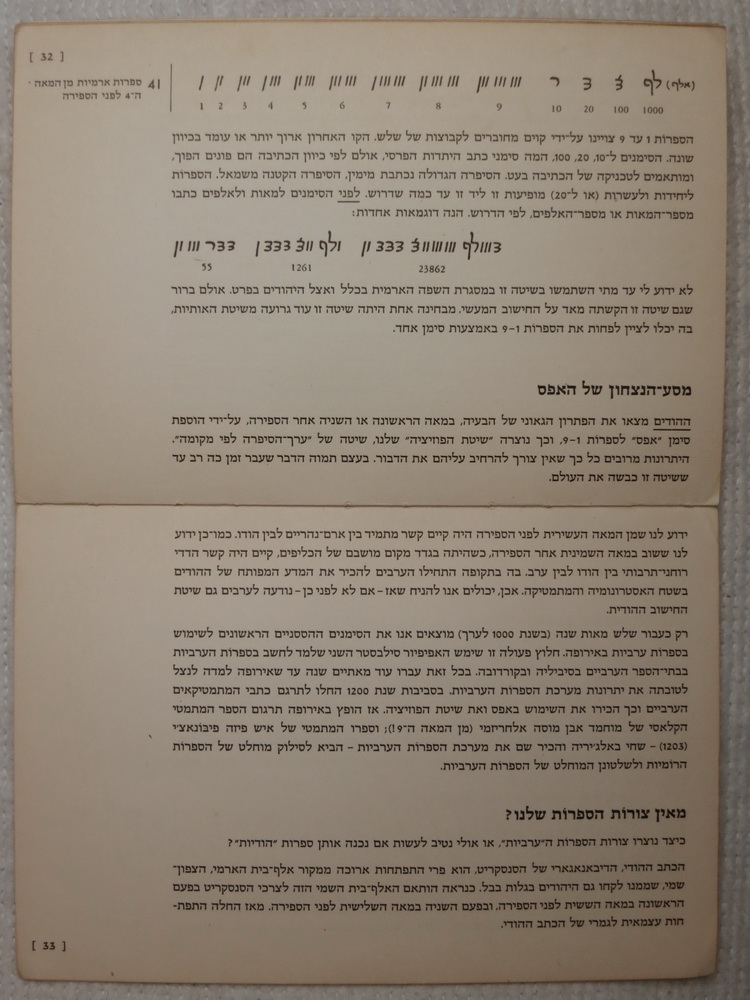 [ 32 ]
41 ספרות ארמיות מן המאה
ה־4 לפני הספירה
(אלף)
1 2 3 4 5 6 7 8 9 10 20 100 1000
הספרות 1 עד 9 צויינו על־ידי קוים מחוברים לקבוצות של שלש. הקו האחרון ארוך יותר או עומד בכיוון
שונה. הסימנים ל־10, 20, 100, המה סימני כתב היתדות הפרסי, אולם לפי כיוון הכתיבה הם פונים הפוך,
ומותאמים לטכניקה של הכתיבה בעט. הסיפרה הגדולה נכתבת מימין, הסיפרה הקטנה משמאל. הספרות
ליחידות ולעשרות (או ל־20) מופיעות זו ליד זו עד כמה שדרוש. לפני הסימנים למאות ולאלפים כתבו
מספר־המאות או מספר־האלפים, לפי הדרוש. הנה דוגמאות אחדות:
55 1261 23862
לא ידוע לי עד מתי השתמשו בשיטה זו במסגרת השפה הארמית בכלל ואצל היהודים בפרט. אולם ברור
שגם שיטה זו הקשתה מאד על החישוב המעשי. מבחינה אחת היתה שיטה זו עוד גרועה משיטת האותיות,
בה יכלו לציין לפחות את הספרות 1–9 באמצעות סימן אחד.
מסע־הנצחון של האפס
ההודים מצאו את הפתרון הגאוני של הבעיה, במאה הראשונה או השניה אחר הספירה, על־ידי הוספת
סימן "אפס" לספרות 1–9, וכך נוצרה "שיטת הפוזיציה" שלנו, שיטה של "ערך־הסיפרה לפי מקומה".
היתרונות מרובים כל כך שאין צורך להרחיב עליהם את הדבור. בעצם תמוה הדבר שעבר זמן כה רב עד
ששיטה זו כבשה את העולם.
ידוע לנו שמן המאה העשירית לפני הספירה היה קיים קשר מתמיד בין ארם־נהריים לבין הודו. כמו־כן ידוע
לנו ששוב במאה השמינית אחר הספירה, כשהיתה בגדד מקום מושבם של הכליפים, קיים היה קשר הדדי
רוחני־תרבותי בין הודו לבין ערב. בה בתקופה התחילו הערבים להכיר את המדע המפותח של ההודים
בשטח האסטרונומיה והמתמטיקה. אכן, יכולים אנו להניח שאז – אם לא לפני כן – נודעה לערבים גם שיטת
החישוב ההודית.
רק כעבור שלש מאות שנה (בשנת 1000 לערך) מוצאים אנו את הסימנים ההססניים הראשונים לשימוש
בספרות ערביות באירופה. חלוץ פעולה זו שימש האפיפיור סילבסטר השני שלמד לחשב בספרות הערביות
בבתי־הספר הערביים בסיביליה ובקורדובה. בכל זאת עברו עוד מאתיים שנה עד שאירופה למדה לנצל
לטובתה את יתרונות מערכת הספרות הערביות. בסביבות שנת 1200 החלו לתרגם כתבי המתמטיקאים
הערביים וכך הכירו את השימוש באפס ואת שיטת הפוזיציה. אז הופץ באירופה תרגום הספר המתמטי
הקלאסי של מוחמד אבן מוסה אלחריזמי (מן המאה ה־9!); וספרו המתמטי של איש פיזה פיבונאצ'י
(1203) – שחי באלג'יריה והכיר שם את מערכת הספרות הערביות – הביא לסילוק מוחלט של הספרות
הרומיות ולשלטונן המוחלט של הספרות הערביות.
מאין צורות הספרות שלנו?
כיצד נוצרו צורות הספרות ה"ערביות", או אולי נטיב לעשות אם נכנה אותן ספרות "הודיות"?
הכתב ההודי, הדיבאנאגארי של הסנסקריט, הוא פרי התפתחות ארוכה ממקור אלף־בית הארמי, הצפון־
שמי, שממנו לקחו גם היהודים בגלות בבל. כנראה הותאם האלף־בית השמי הזה לצרכי הסנסקריט בפעם
הראשונה במאה הששית לפני הספירה, ובפעם השניה במאה השלישית לפני הספירה. מאז החלה התפת־
חות עצמאית לגמרי של הכתב ההודי.
[ 33 ]